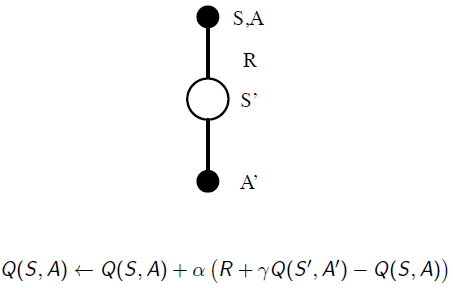 S,A
R
S’
A’
Q(S, A) ← Q(S, A) + α (R + γQ(S′, A′) − Q(S, A))